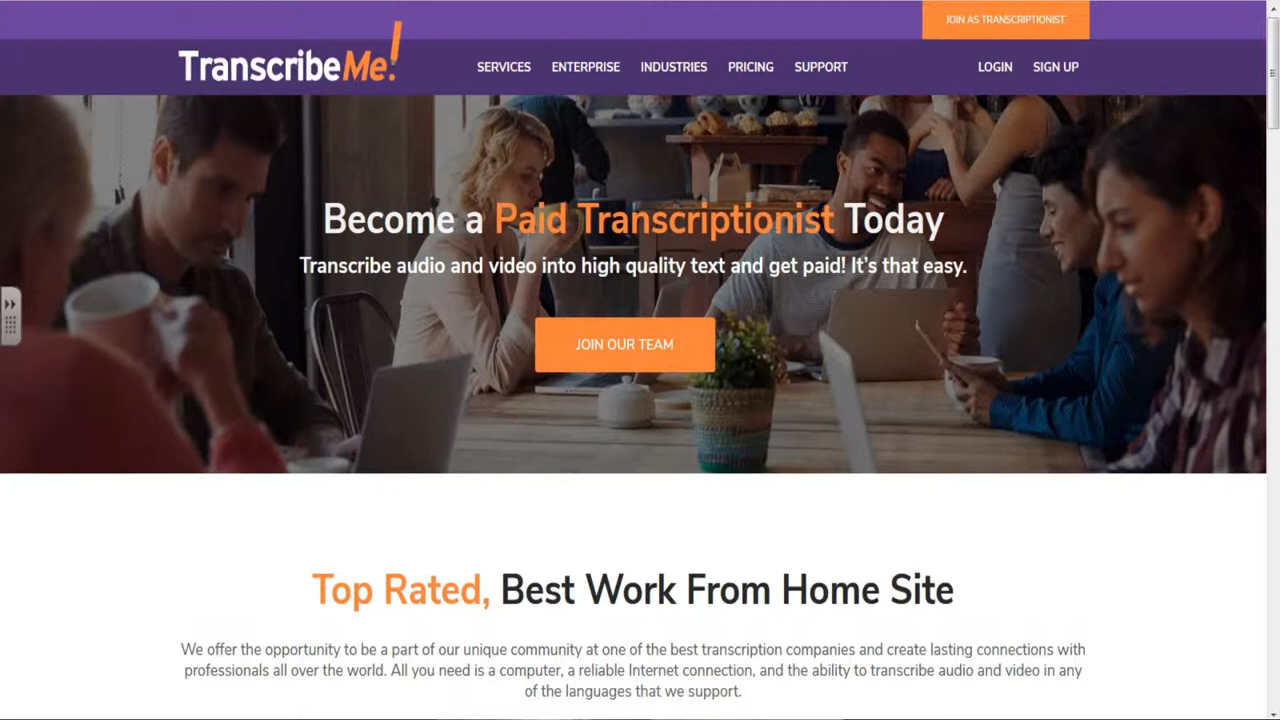 JOIN AS TRANSCRIPTIONIST
TranscribeMe!
SERVICES ENTERPRISE INDUSTRIES PRICING SUPPORT LOGIN SIGN UP
Become a Paid Transcriptionist Today
Transcribe audio and video into high quality text and get paid! It's that easy.
JOIN OUR TEAM
Top Rated, Best Work From Home Site
We offer the opportunity to be a part of our unique community at one of the best transcription companies and create lasting connections with
professionals all over the world. All you need is a computer, a reliable Internet connection, and the ability to transcribe audio and video in any
of the languages that we support.